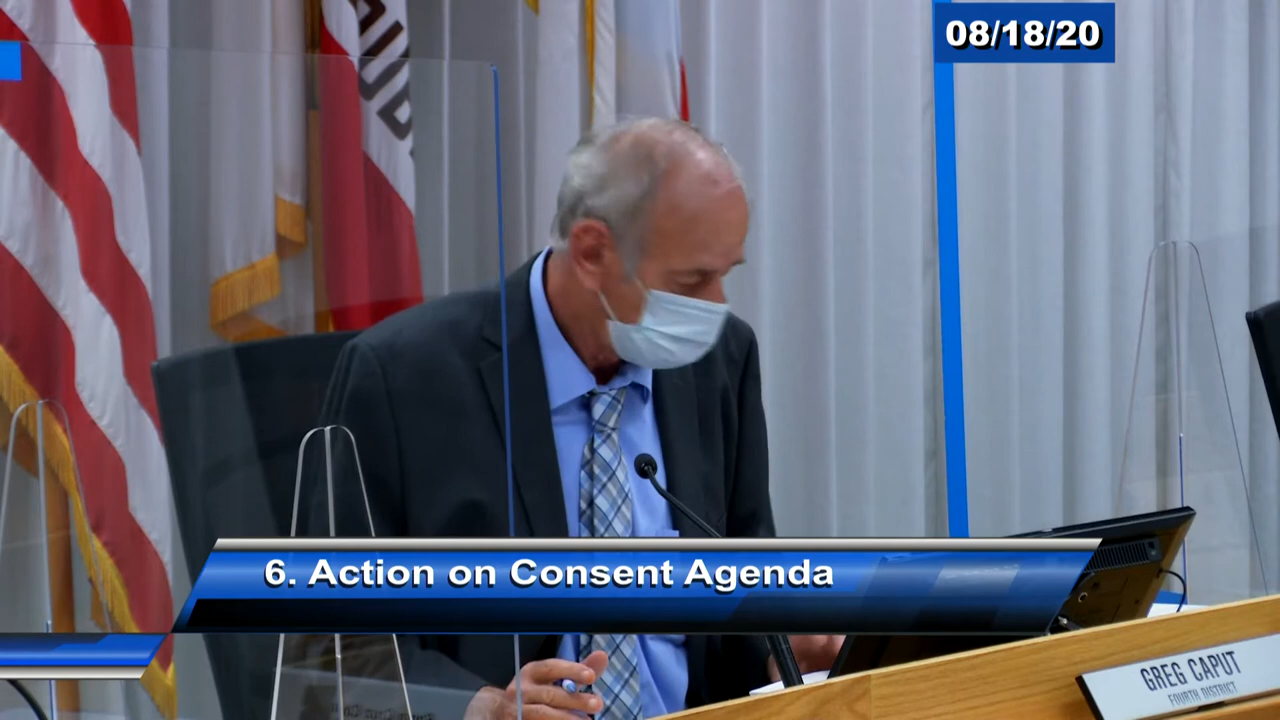 08/18/20
6. Action on Consent Agenda
GREG CAPUT
FOURTH DISTRICT